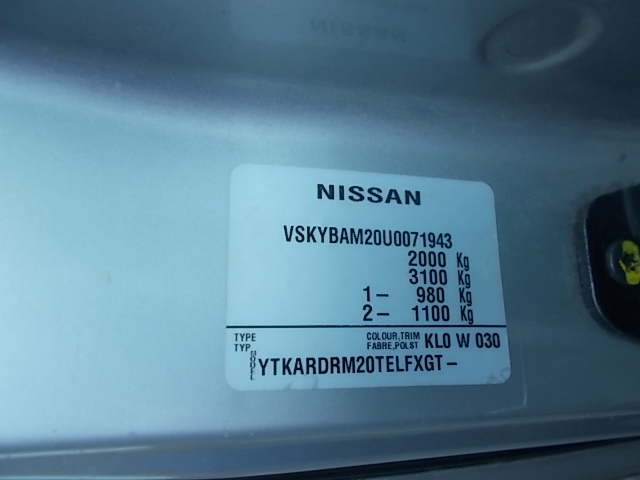 NISSAN
VSKYBAM20U0071943
2000 Kg
3100 Kg
1- 980 Kg
2- 1100 Kg
TYPE
TYP
COLOUR,TRIM
FABRE,POLST
KL0 W 030
MODEL
YTKARDRM20TELFXGT-